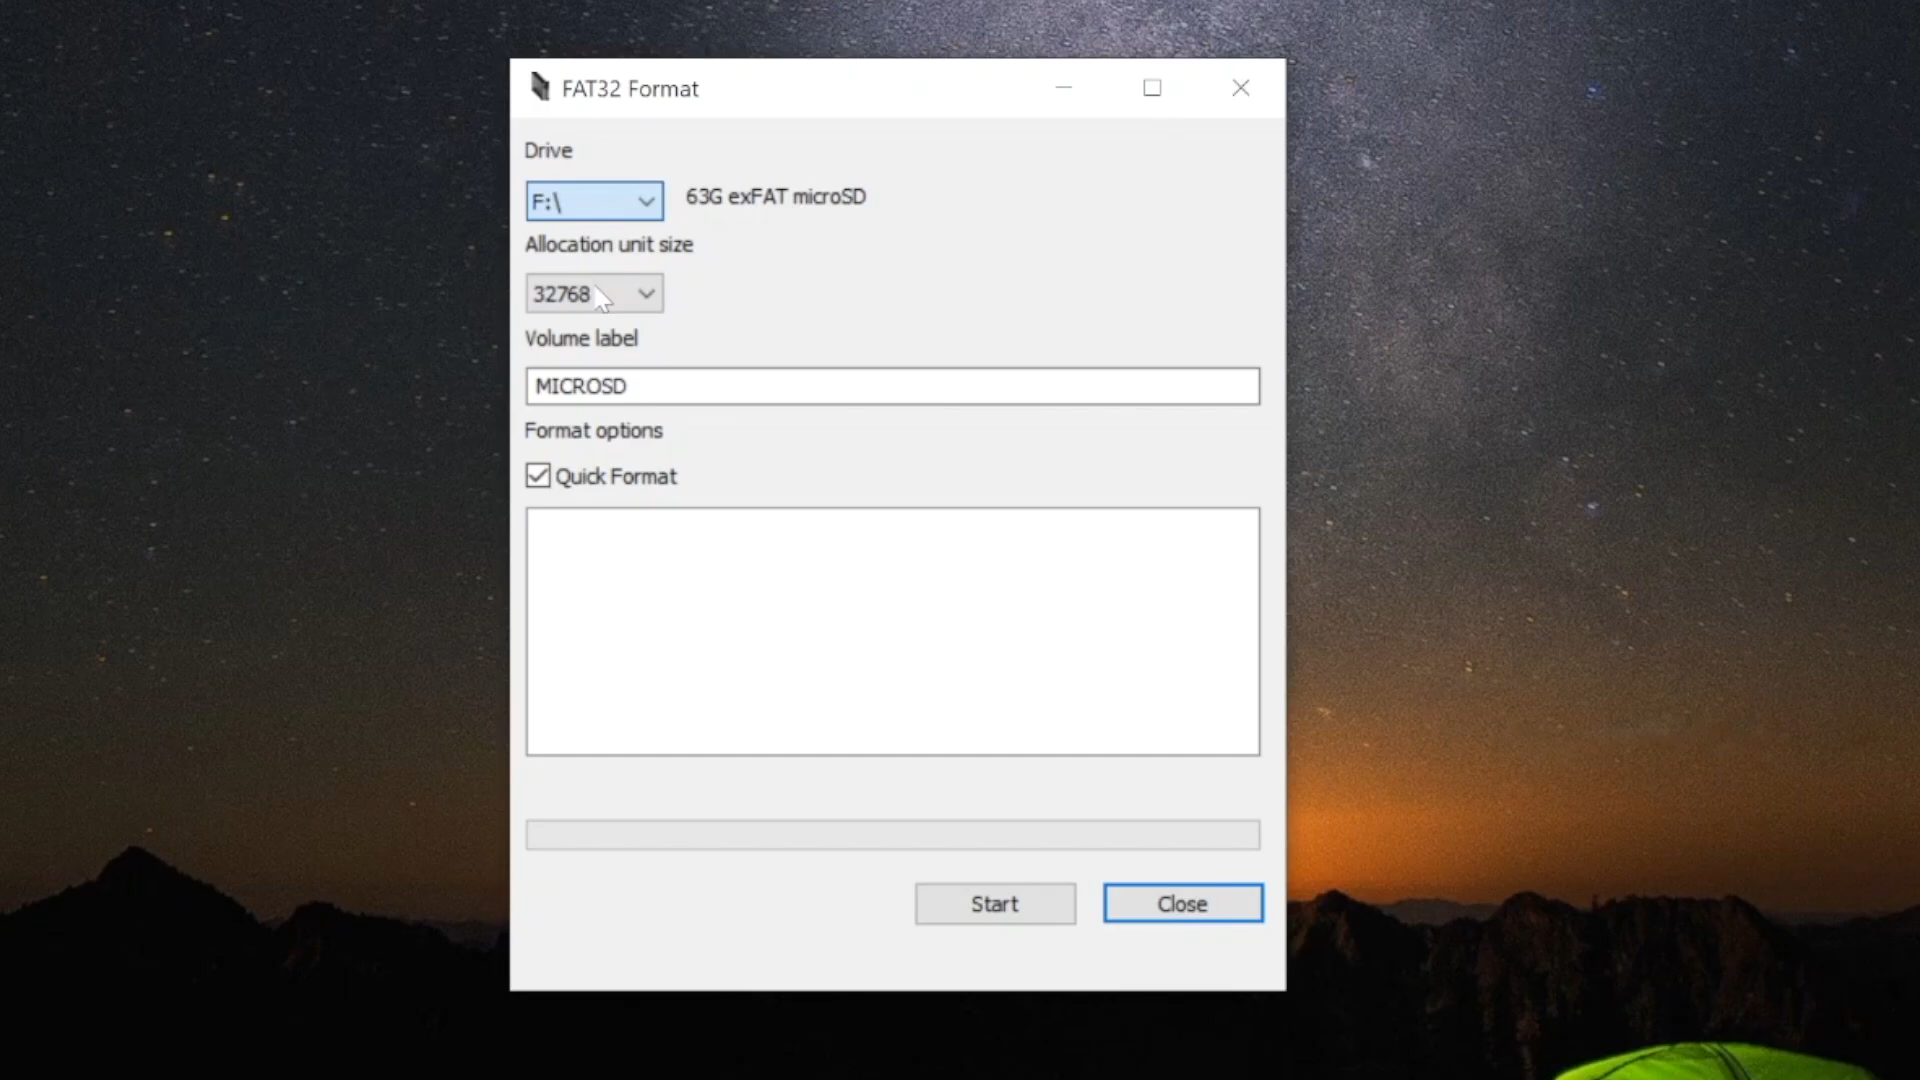 FAT32 Format
Drive
F:\
63G exFAT microSD
Allocation unit size
32768
Volume label
MICROSD
Format options
Quick Format
Start
Close